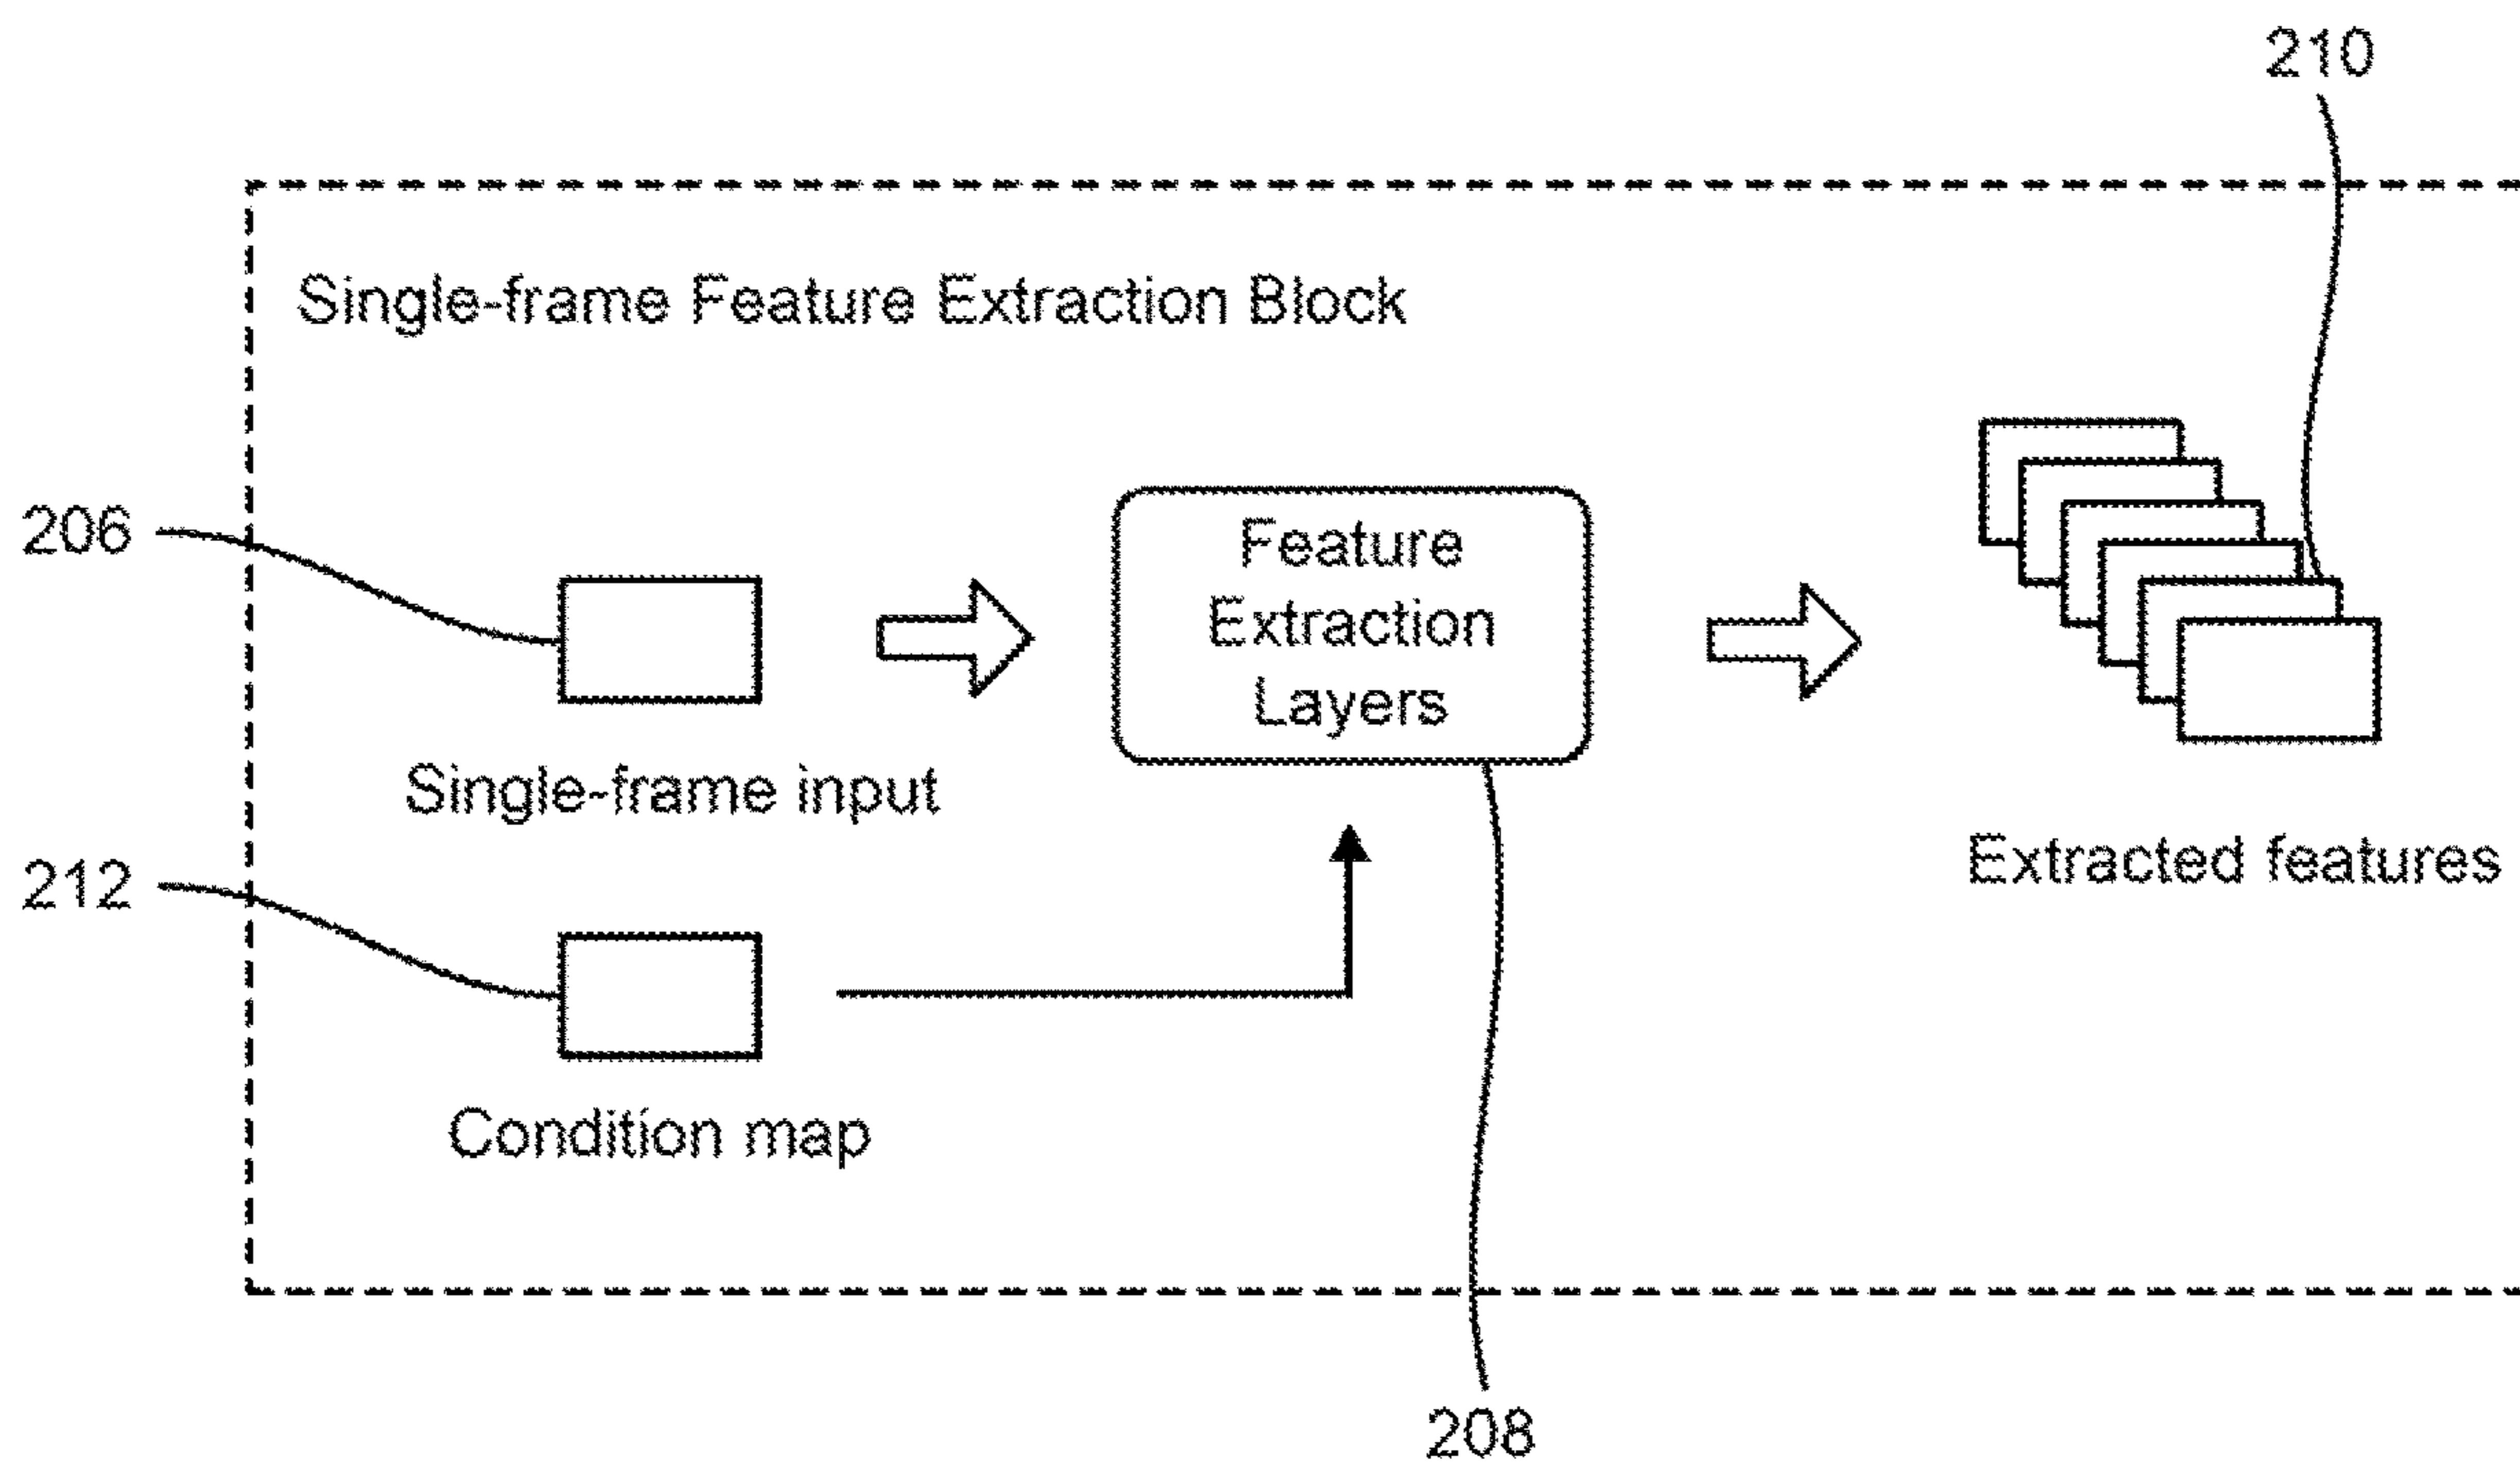 210
Single-frame Feature Extraction Block
206
Feature
Extraction
Layers
Single-frame input
212
Extracted features
Condition map
208